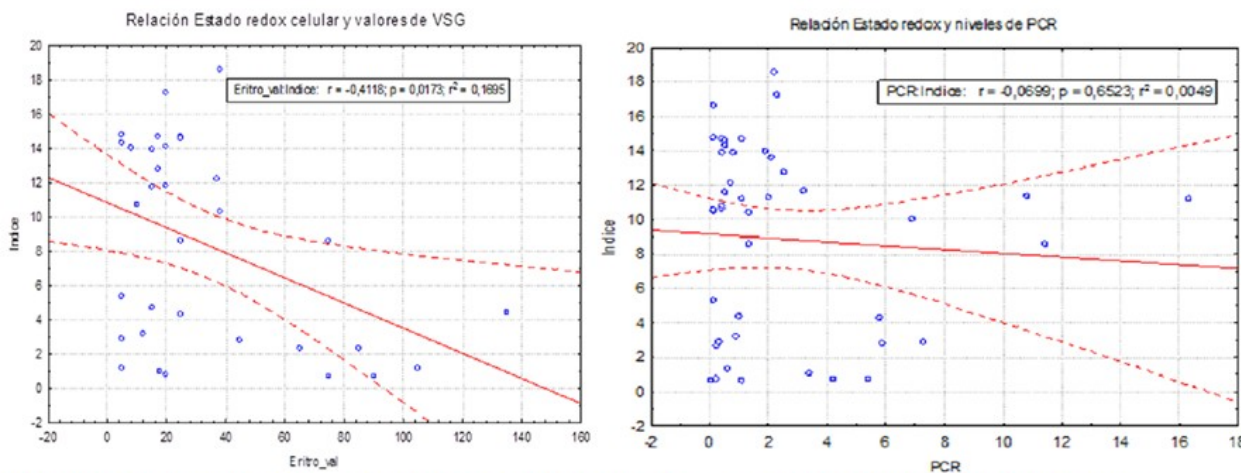 Relación Estado redox celular y valores de VSG
20
18
16
14
12
10
8
6
4
2
0
-2
Indice
Eritro_val:Indice: r = -0,4118; p = 0,0173; r² = 0,1695
-20 0 20 40 60 80 100 120 140 160
Eritro_val
Relación Estado redox y niveles de PCR
20
18
16
14
12
10
8
6
4
2
0
-2
Indice
PCR:Indice: r = -0,0699; p = 0,6523; r² = 0,0049
-2 0 2 4 6 8 10 12 14 16 18
PCR